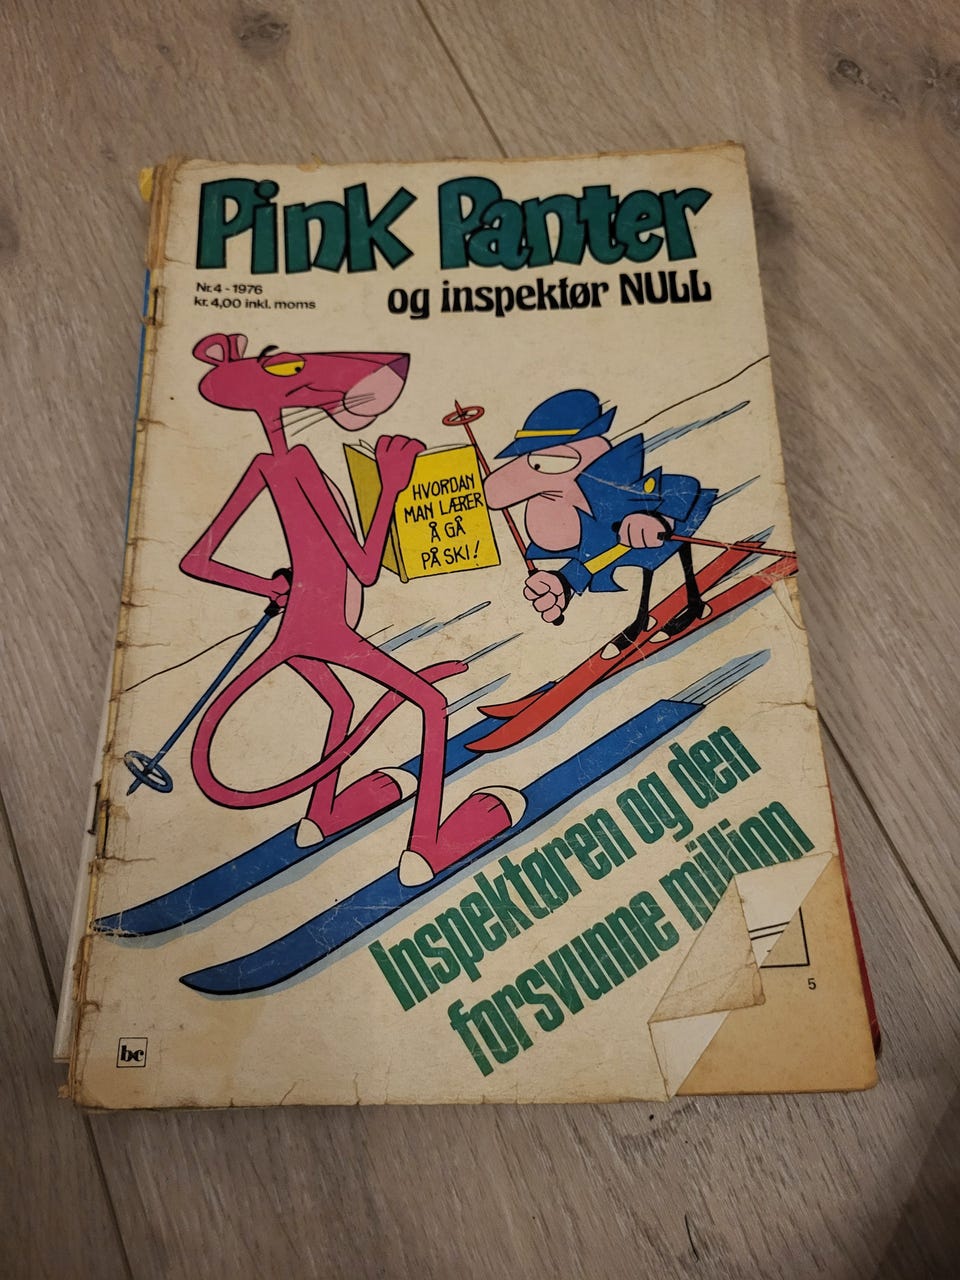 Pink Panter
Nr. 4 - 1976
kr. 4,00 inkl. moms
og inspektør NULL
HVORDAN
MAN LÆRER
Å GÅ
PÅ SKI!
Inspektøren og den
forsvunne million
5
bc